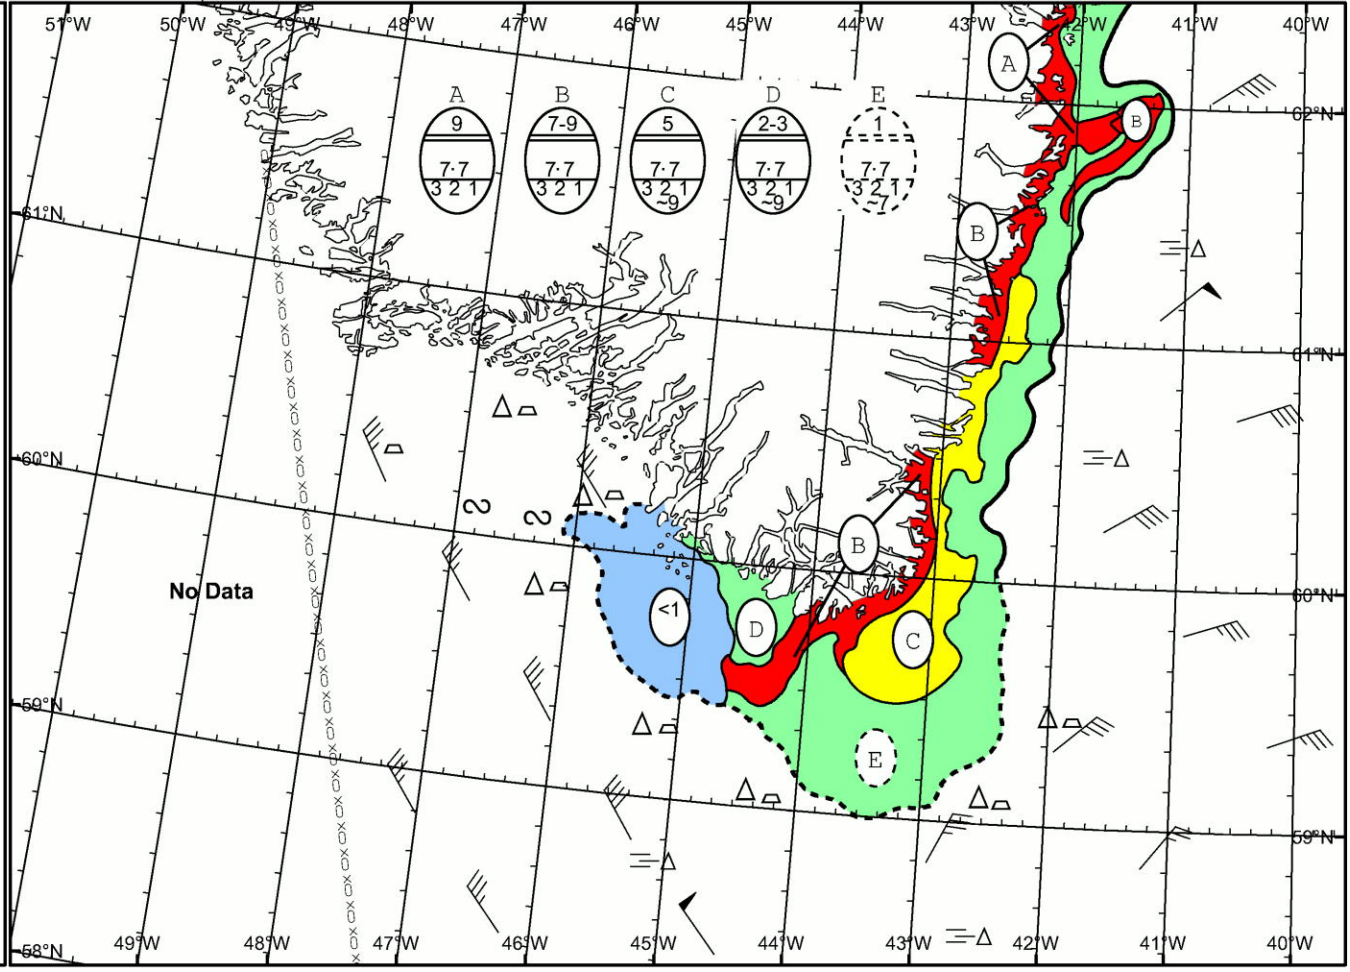 51°W 50°W 49°W 48°W 47°W 46°W 45°W 44°W 43°W 42°W 41°W 40°W
A B C D E
9 7-9 5 2-3 1
7·7 7·7 7·7 7·7 7·7
3 2 1 3 2 1 3 2 1 3 2 1 3 2 1
~9 ~9 ~7
A
B
62°N
B
61°N
61°N
60°N
B
No Data
<1
D
C
60°N
59°N
E
59°N
58°N
49°W 48°W 47°W 46°W 45°W 44°W 43°W 42°W 41°W 40°W